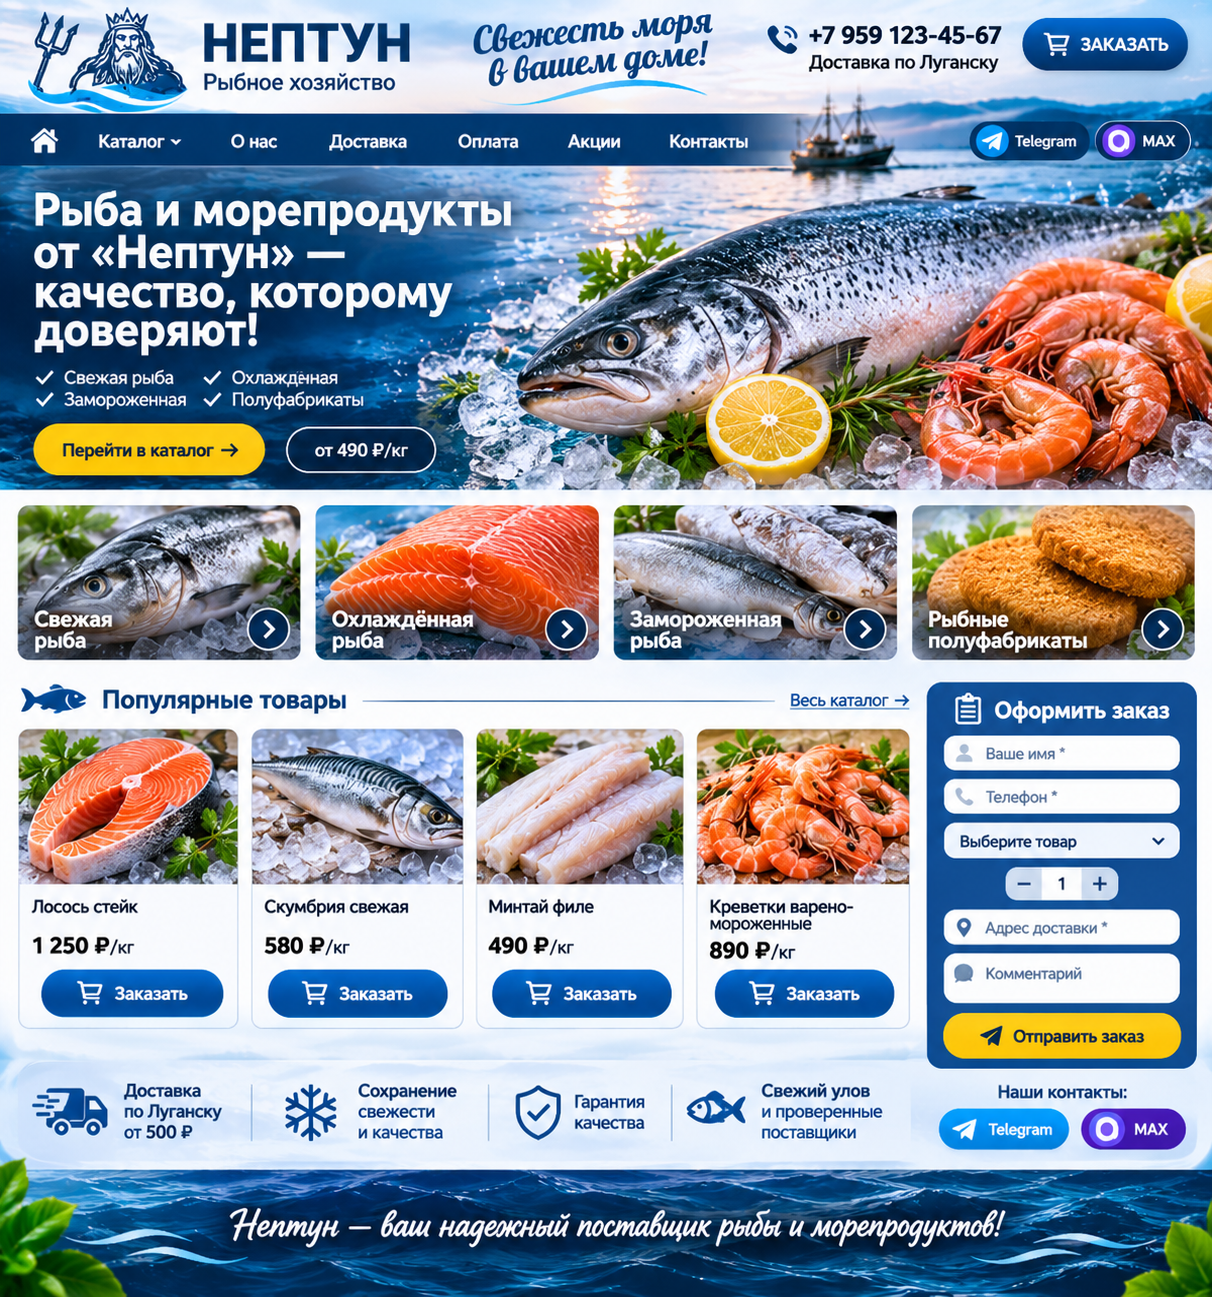 НЕПТУН
Рыбное хозяйство
Свежесть моря
в вашем доме!
+7 959 123-45-67
Доставка по Луганску
ЗАКАЗАТЬ
Каталог
О нас
Доставка
Оплата
Акции
Контакты
Telegram
MAX
Рыба и морепродукты
от «Нептун» —
качество, которому
доверяют!
Свежая рыба
Охлаждённая
Замороженная
Полуфабрикаты
Перейти в каталог →
от 490 ₽/кг
Свежая
рыба
Охлаждённая
рыба
Замороженная
рыба
Рыбные
полуфабрикаты
Популярные товары
Весь каталог →
Лосось стейк
1 250 ₽/кг
Заказать
Скумбрия свежая
580 ₽/кг
Заказать
Минтай филе
490 ₽/кг
Заказать
Креветки варено-
мороженные
890 ₽/кг
Заказать
Оформить заказ
Ваше имя *
Телефон *
Выберите товар
− 1 +
Адрес доставки *
Комментарий
Отправить заказ
Доставка
по Луганску
от 500 ₽
Сохранение
свежести
и качества
Гарантия
качества
Свежий улов
и проверенные
поставщики
Наши контакты:
Telegram
MAX
Нептун — ваш надежный поставщик рыбы и морепродуктов!